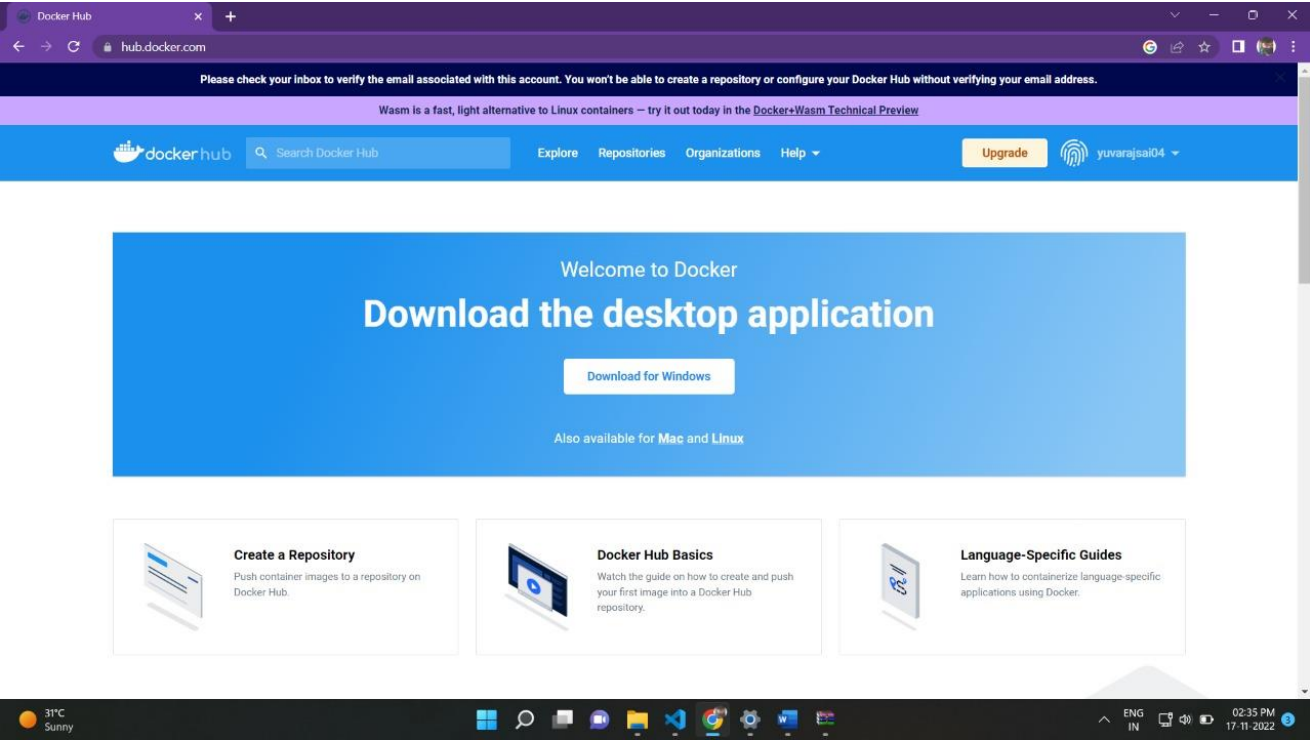 Docker Hub
hub.docker.com
Please check your inbox to verify the email associated with this account. You won't be able to create a repository or configure your Docker Hub without verifying your email address.
Wasm is a fast, light alternative to Linux containers — try it out today in the Docker+Wasm Technical Preview
dockerhub
Search Docker Hub
Explore Repositories Organizations Help
Upgrade
yuvarajsai04
Welcome to Docker
Download the desktop application
Download for Windows
Also available for Mac and Linux
Create a Repository
Push container images to a repository on
Docker Hub.
Docker Hub Basics
Watch the guide on how to create and push
your first image into a Docker Hub
repository.
Language-Specific Guides
Learn how to containerize language-specific
applications using Docker.
31°C
Sunny
ENG
IN
02:35 PM
17-11-2022
3